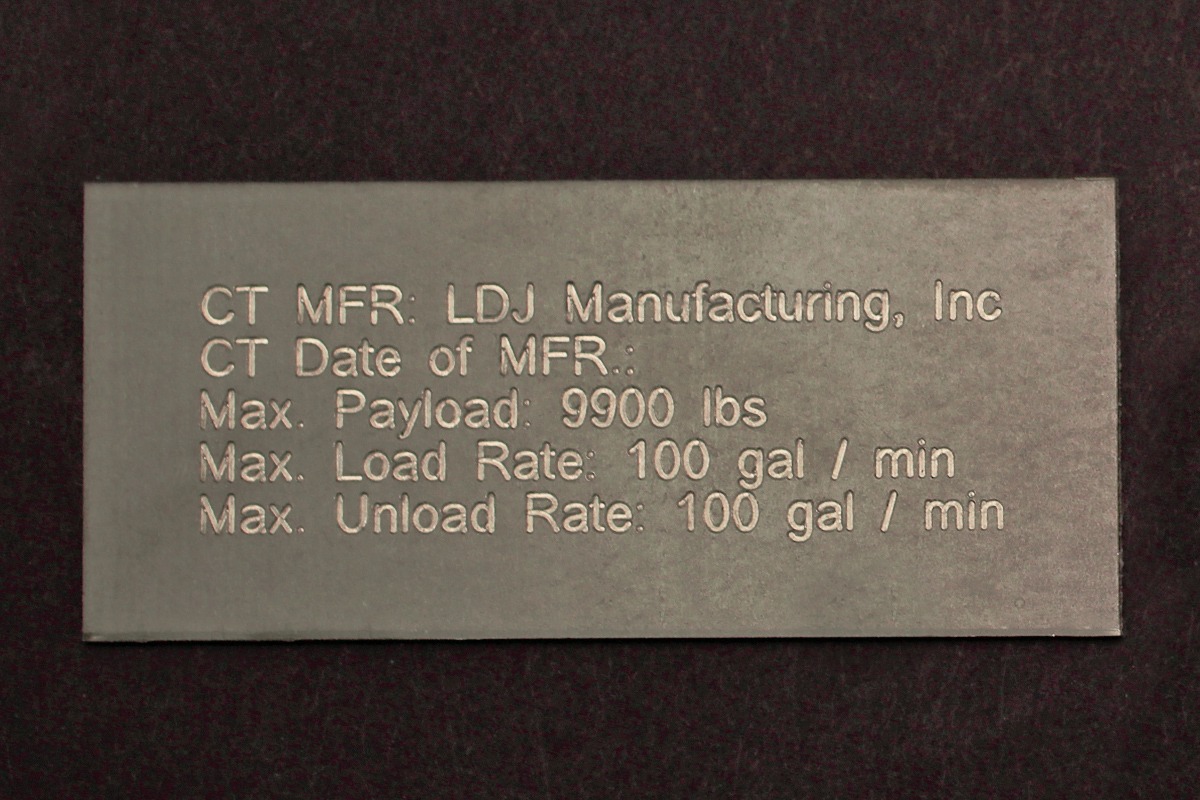 CT MFR: LDJ Manufacturing, Inc
CT Date of MFR.:
Max. Payload: 9900 lbs
Max. Load Rate: 100 gal / min
Max. Unload Rate: 100 gal / min